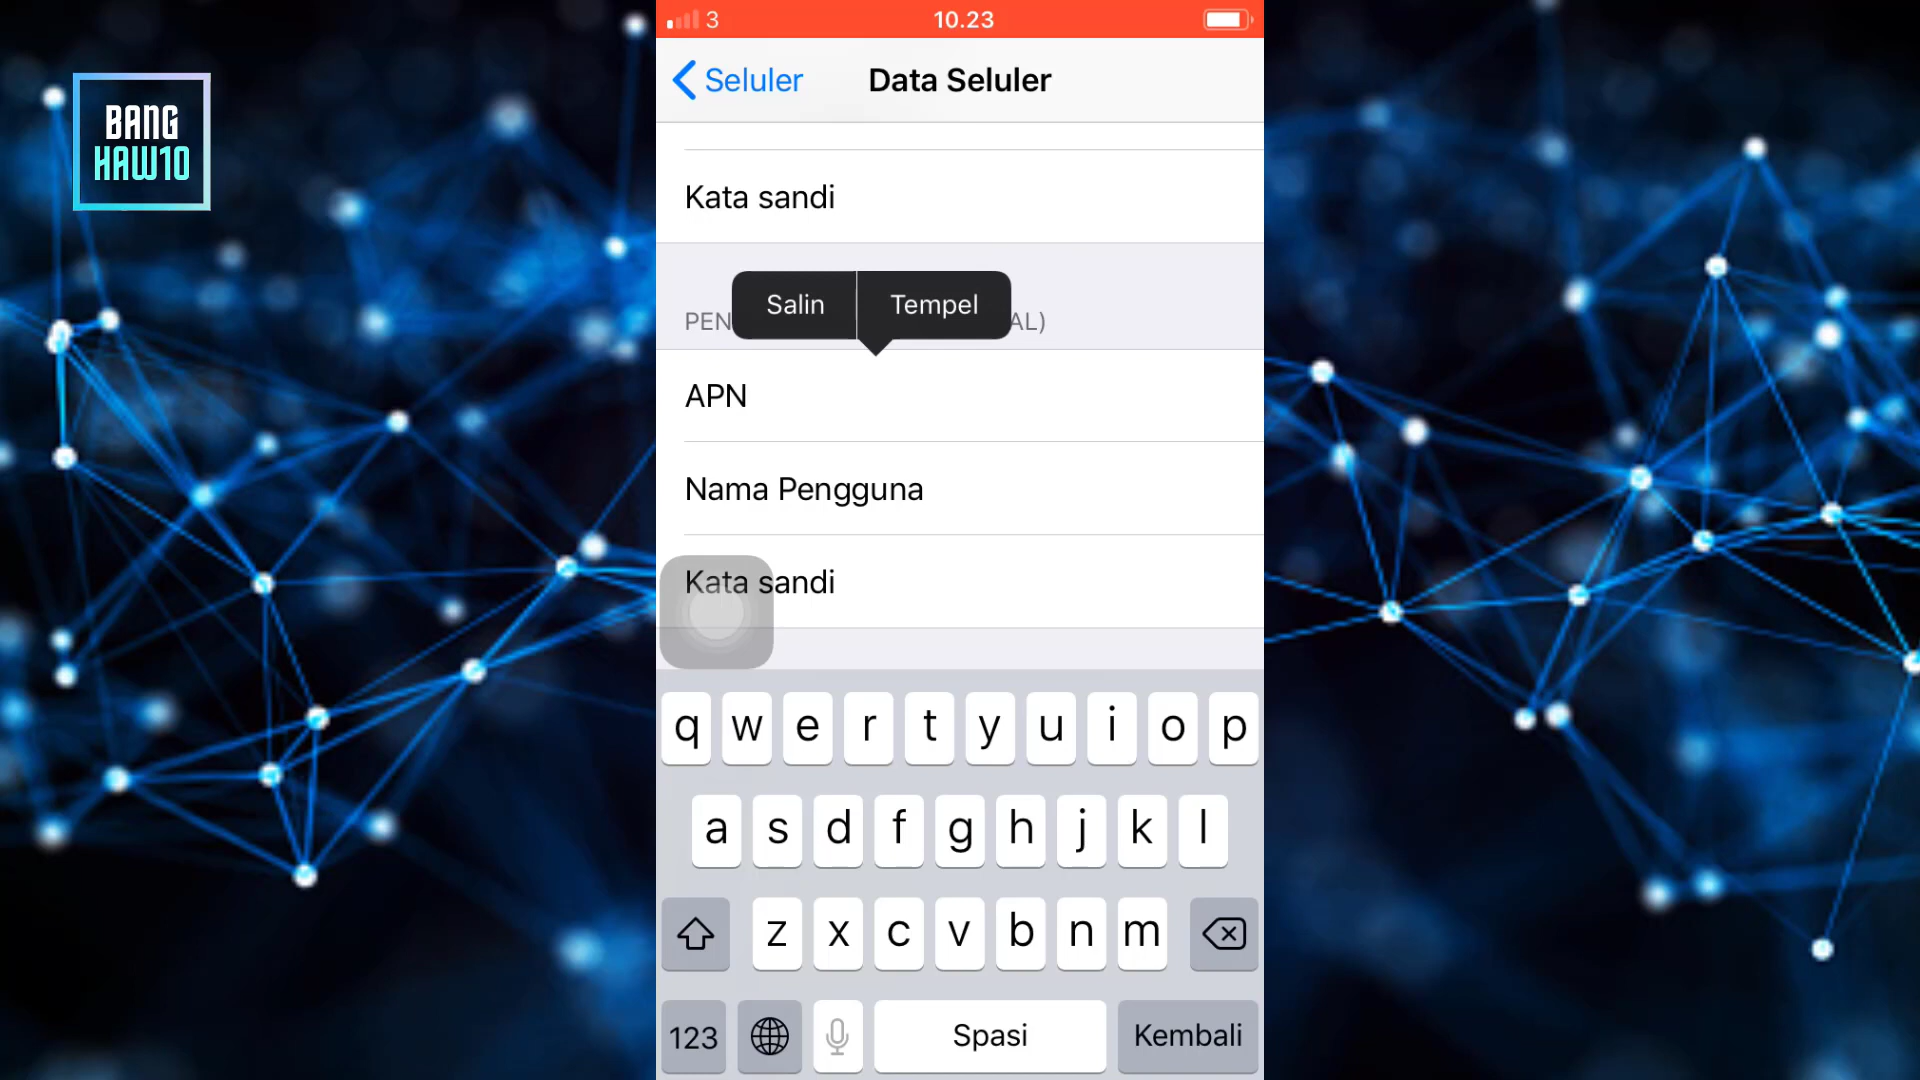 BANG
HAW10
3
10.23
Seluler
Data Seluler
Kata sandi
Salin
Tempel
PEN
AL)
APN
Nama Pengguna
Kata sandi
q w e r t y u i o p
a s d f g h j k l
z x c v b n m
123
Spasi
Kembali